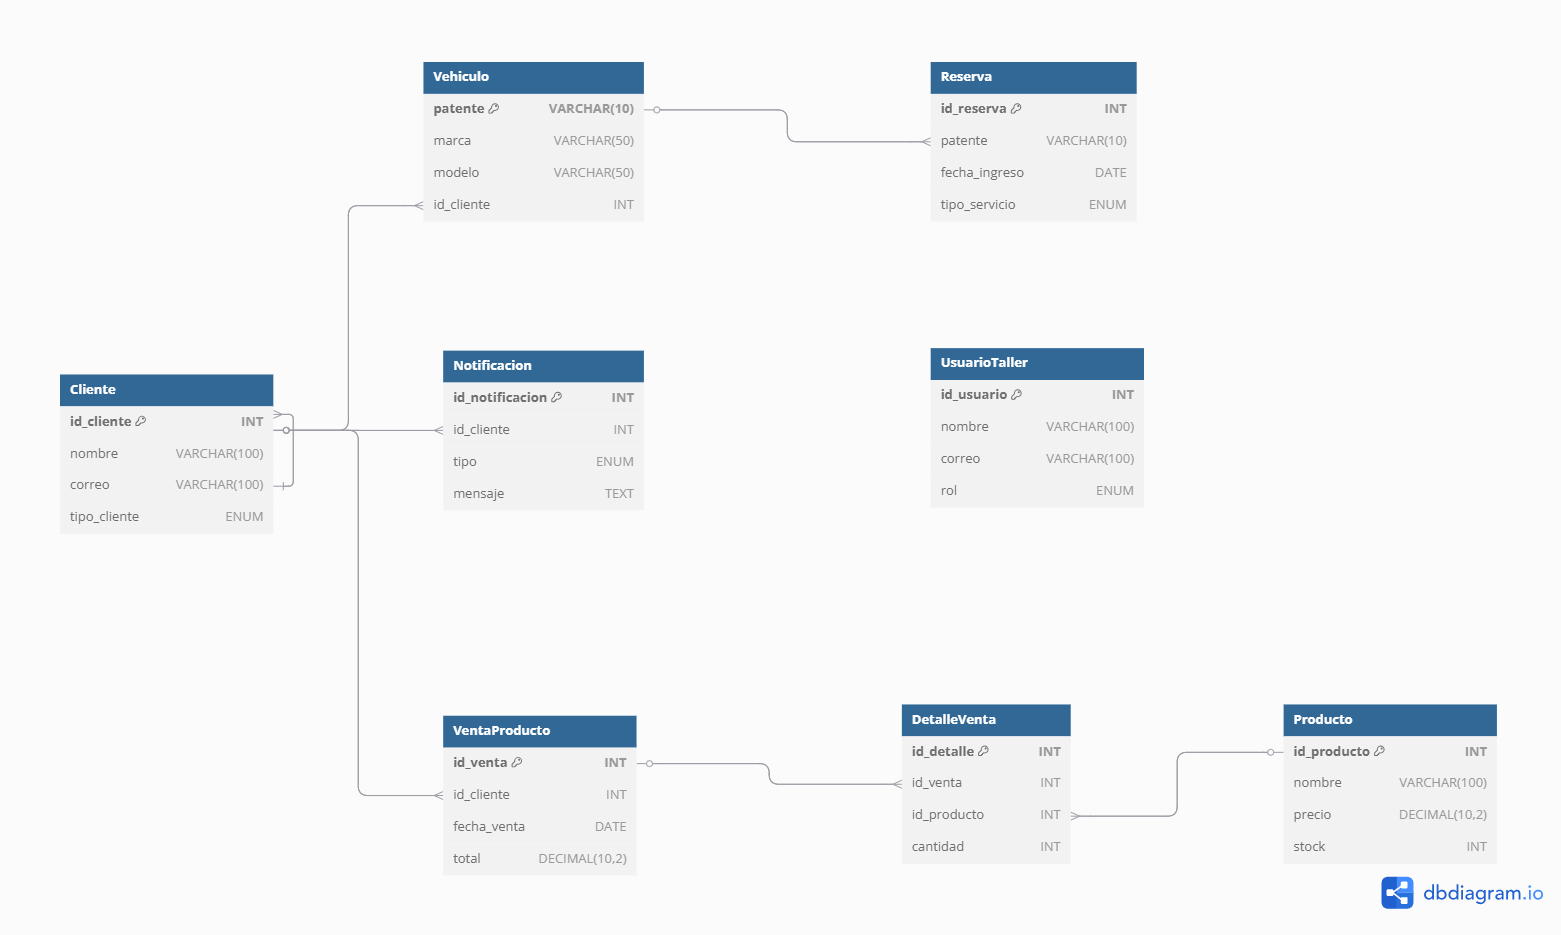 Vehiculo
patente VARCHAR(10)
marca VARCHAR(50)
modelo VARCHAR(50)
id_cliente INT
Reserva
id_reserva INT
patente VARCHAR(10)
fecha_ingreso DATE
tipo_servicio ENUM
Cliente
id_cliente INT
nombre VARCHAR(100)
correo VARCHAR(100)
tipo_cliente ENUM
Notificacion
id_notificacion INT
id_cliente INT
tipo ENUM
mensaje TEXT
UsuarioTaller
id_usuario INT
nombre VARCHAR(100)
correo VARCHAR(100)
rol ENUM
VentaProducto
id_venta INT
id_cliente INT
fecha_venta DATE
total DECIMAL(10,2)
DetalleVenta
id_detalle INT
id_venta INT
id_producto INT
cantidad INT
Producto
id_producto INT
nombre VARCHAR(100)
precio DECIMAL(10,2)
stock INT
dbdiagram.io